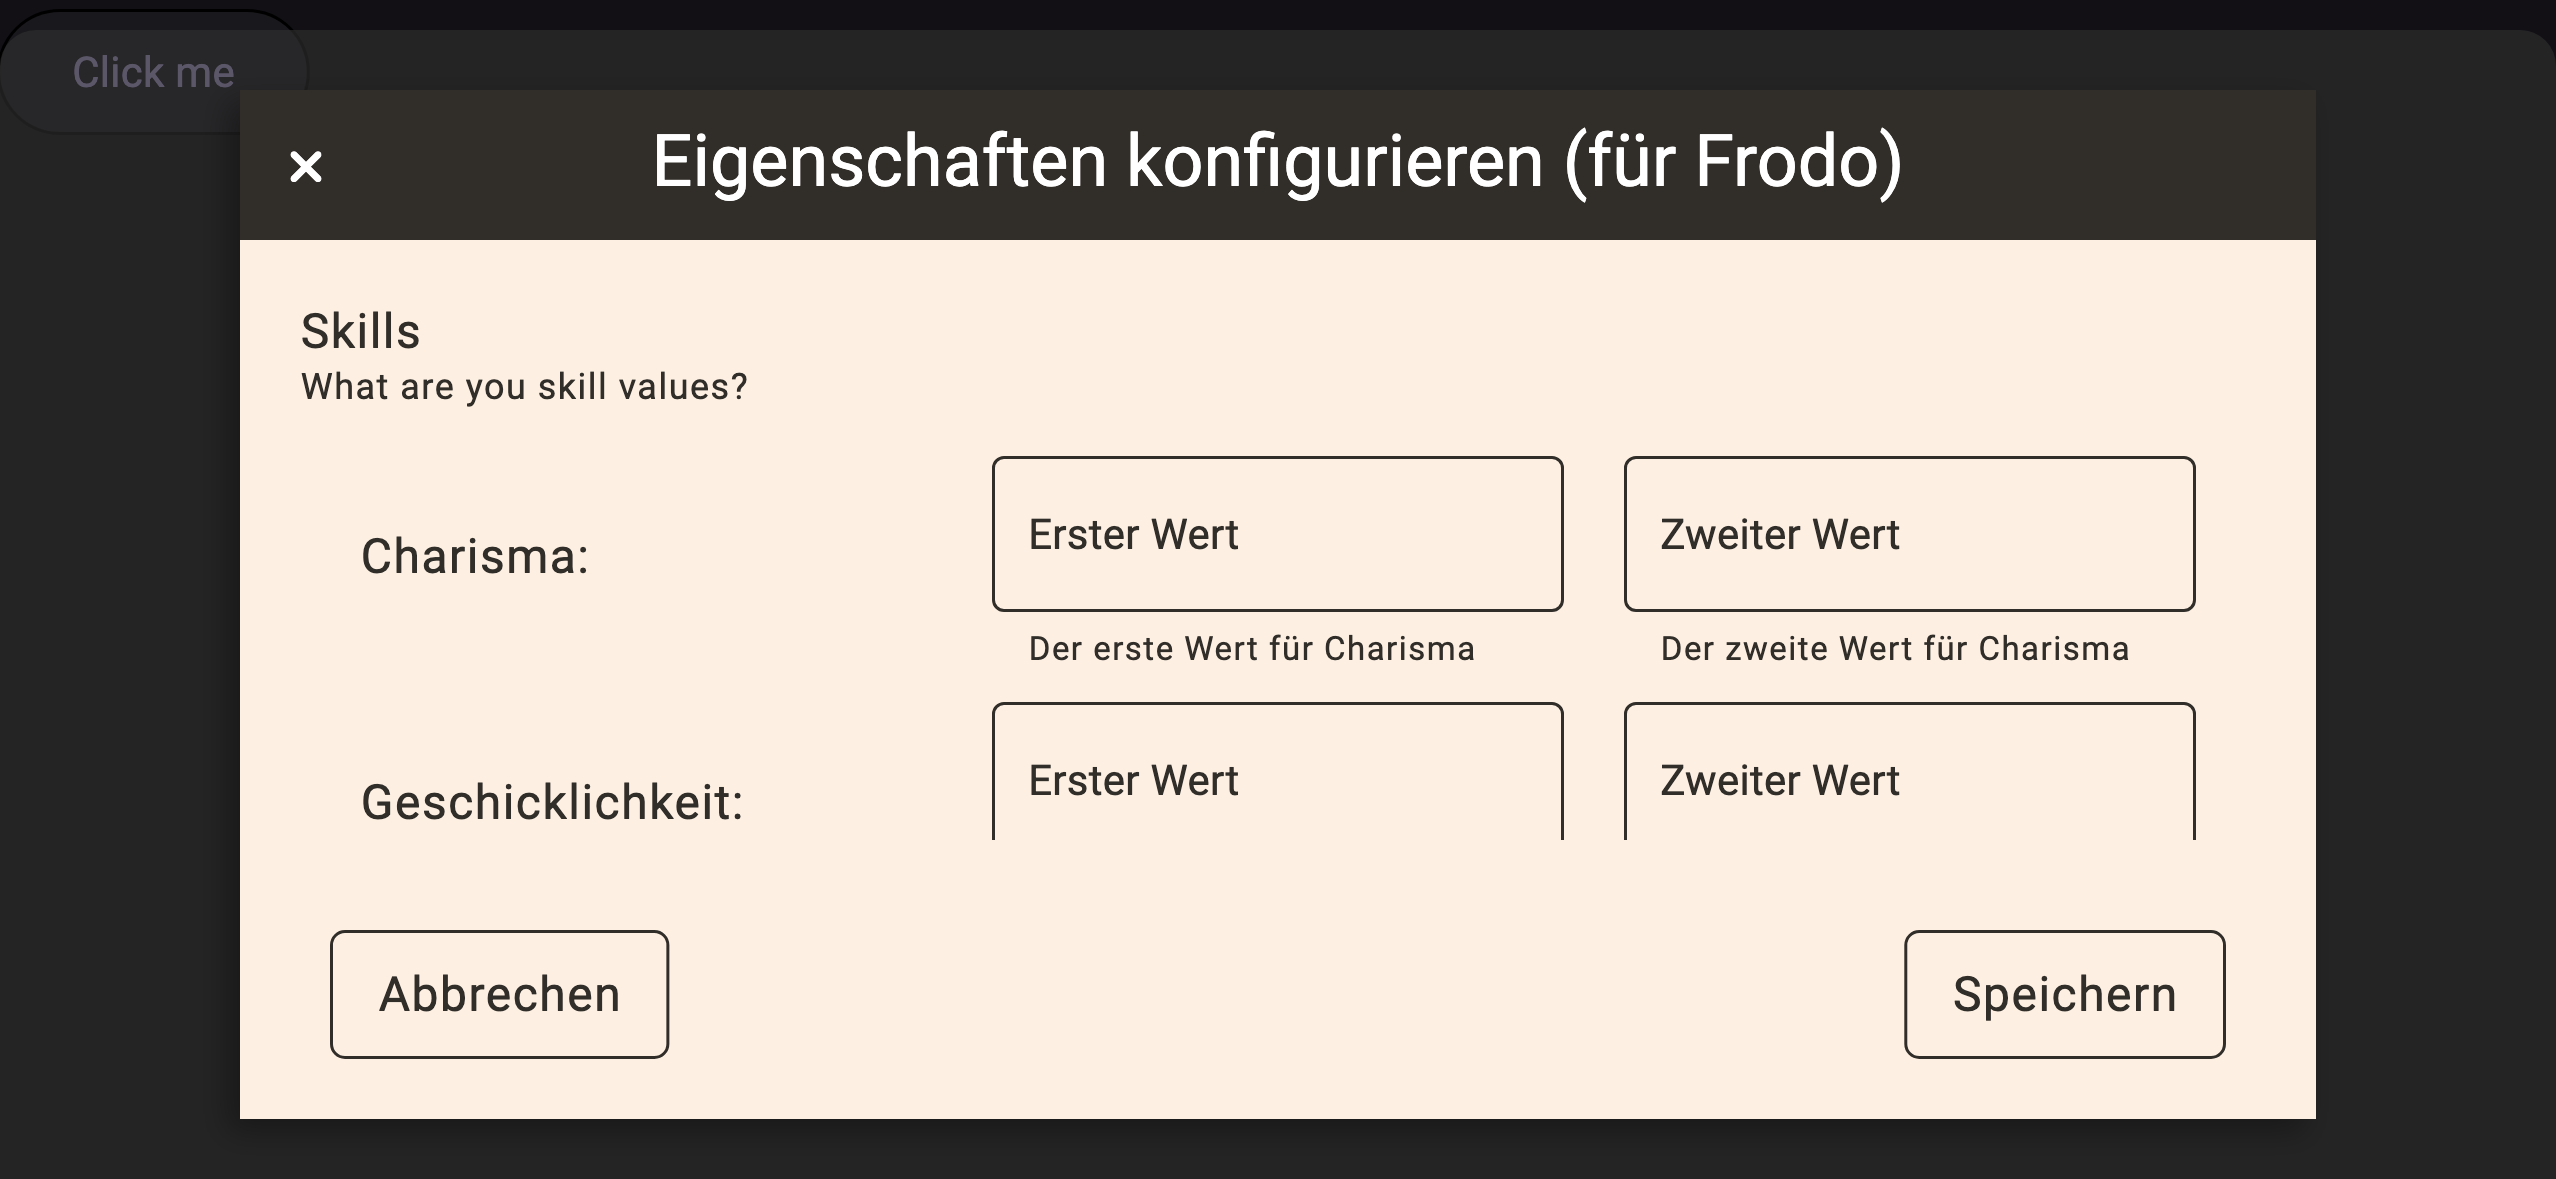 Click me
Eigenschaften konfigurieren (für Frodo)
Skills
What are you skill values?
Charisma:
Erster Wert
Zweiter Wert
Der erste Wert für Charisma
Der zweite Wert für Charisma
Geschicklichkeit:
Erster Wert
Zweiter Wert
Abbrechen
Speichern